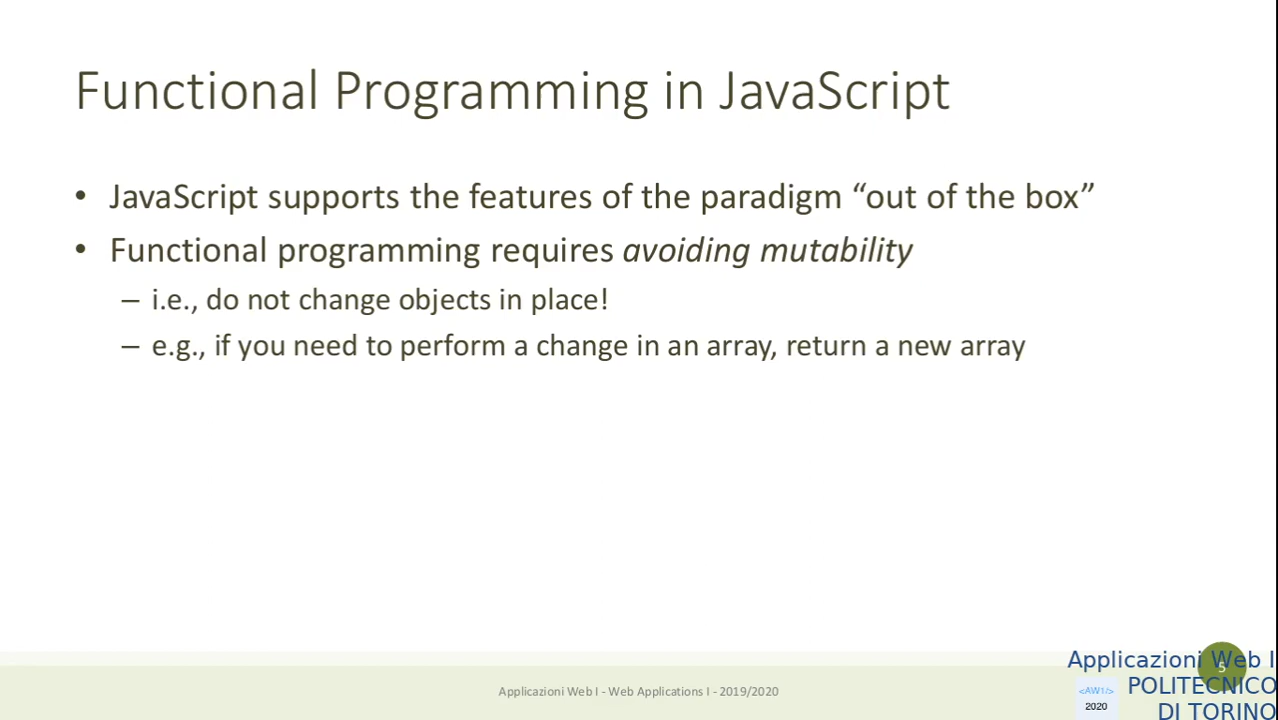 Functional Programming in JavaScript
• JavaScript supports the features of the paradigm “out of the box”
• Functional programming requires avoiding mutability
– i.e., do not change objects in place!
– e.g., if you need to perform a change in an array, return a new array
Applicazioni Web I - Web Applications I - 2019/2020
5
Applicazioni Web I
POLITECNICO
DI TORINO
<AW1/>
2020